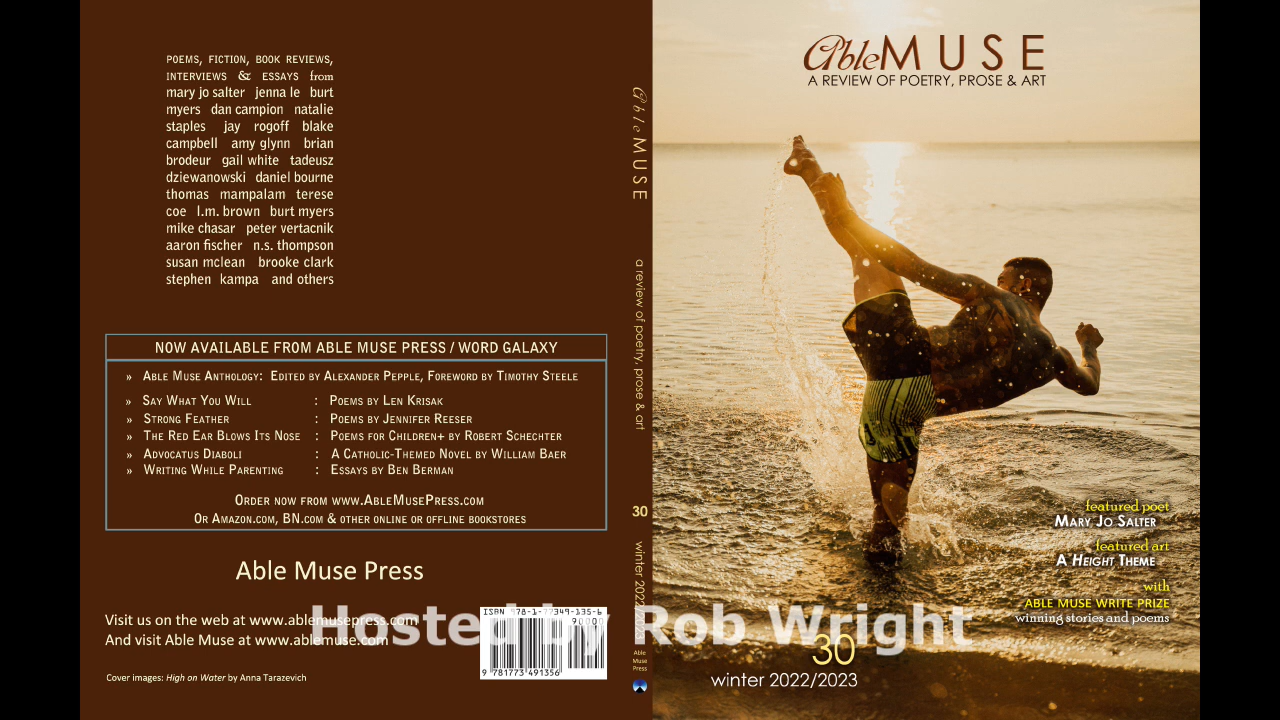 POEMS, FICTION, BOOK REVIEWS,
INTERVIEWS & ESSAYS from
mary jo salter jenna le burt
myers dan campion natalie
staples jay rogoff blake
campbell amy glynn brian
brodeur gail white tadeusz
dziewanowski daniel bourne
thomas mampalam terese
coe l.m. brown burt myers
mike chasar peter vertacnik
aaron fischer n.s. thompson
susan mclean brooke clark
stephen kampa and others
NOW AVAILABLE FROM ABLE MUSE PRESS / WORD GALAXY
» ABLE MUSE ANTHOLOGY: EDITED BY ALEXANDER PEPPLE, FOREWORD BY TIMOTHY STEELE
» SAY WHAT YOU WILL : POEMS BY LEN KRISAK
» STRONG FEATHER : POEMS BY JENNIFER REESER
» THE RED EAR BLOWS ITS NOSE : POEMS FOR CHILDREN+ BY ROBERT SCHECHTER
» ADVOCATUS DIABOLI : A CATHOLIC-THEMED NOVEL BY WILLIAM BAER
» WRITING WHILE PARENTING : ESSAYS BY BEN BERMAN
ORDER NOW FROM WWW.ABLEMUSEPRESS.COM
OR AMAZON.COM, BN.COM & OTHER ONLINE OR OFFLINE BOOKSTORES
Able Muse Press
Visit us on the web at www.ablemusepress.com
And visit Able Muse at www.ablemuse.com
Cover images: High on Water by Anna Tarazevich
ISBN 978-1-77349-135-6
90000
9 781773 491356
Able MUSE
a review of poetry, prose & art
30
winter 2022/2023
Able
Muse
Press
Able MUSE
A REVIEW OF POETRY, PROSE & ART
featured poet
MARY JO SALTER
featured art
A HEIGHT THEME
with
ABLE MUSE WRITE PRIZE
winning stories and poems
30
winter 2022/2023
Hosted by Rob Wright